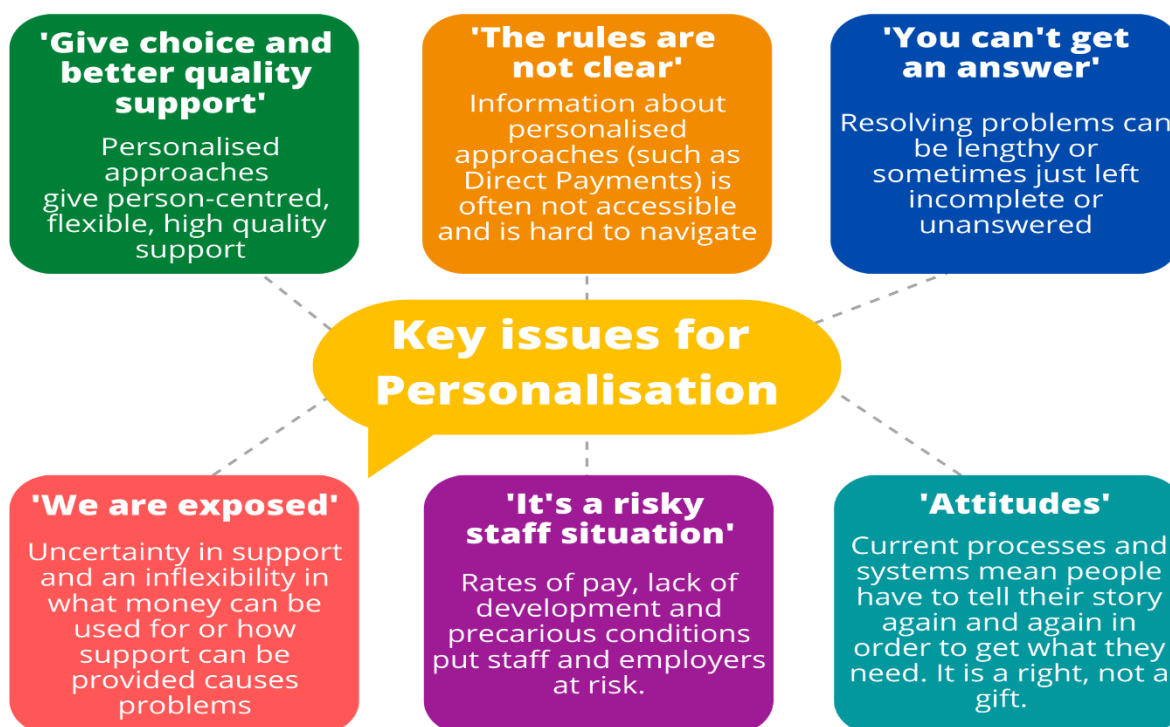 'Give choice and
better quality
support'
Personalised
approaches
give person-centred,
flexible, high quality
support
'The rules are
not clear'
Information about
personalised
approaches (such as
Direct Payments) is
often not accessible
and is hard to navigate
'You can't get
an answer'
Resolving problems can
be lengthy or
sometimes just left
incomplete or
unanswered
Key issues for
Personalisation
'We are exposed'
Uncertainty in support
and an inflexibility in
what money can be
used for or how
support can be
provided causes
problems
'It's a risky
staff situation'
Rates of pay, lack of
development and
precarious conditions
put staff and employers
at risk.
'Attitudes'
Current processes and
systems mean people
have to tell their story
again and again in
order to get what they
need. It is a right, not a
gift.